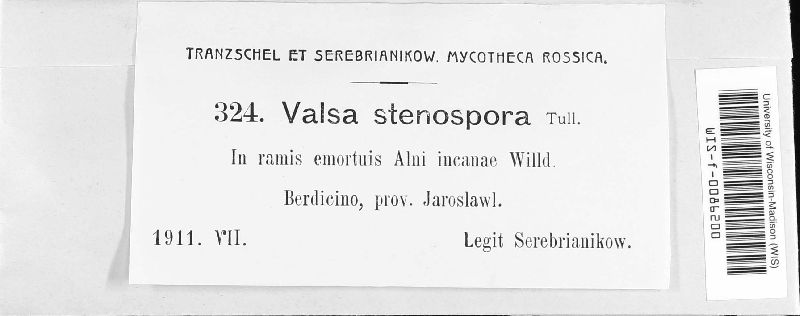 TRANZSCHEL ET SEREBRIANIKOW. MYCOTHECA ROSSICA.
324. Valsa stenospora Tull.
In ramis emortuis Alni incanae Willd.
Berdicino, prov. Jaroslawl.
1911. VII. Legit Serebrianikow.
University of Wisconsin-Madison (WIS)
WIS-f-0086200